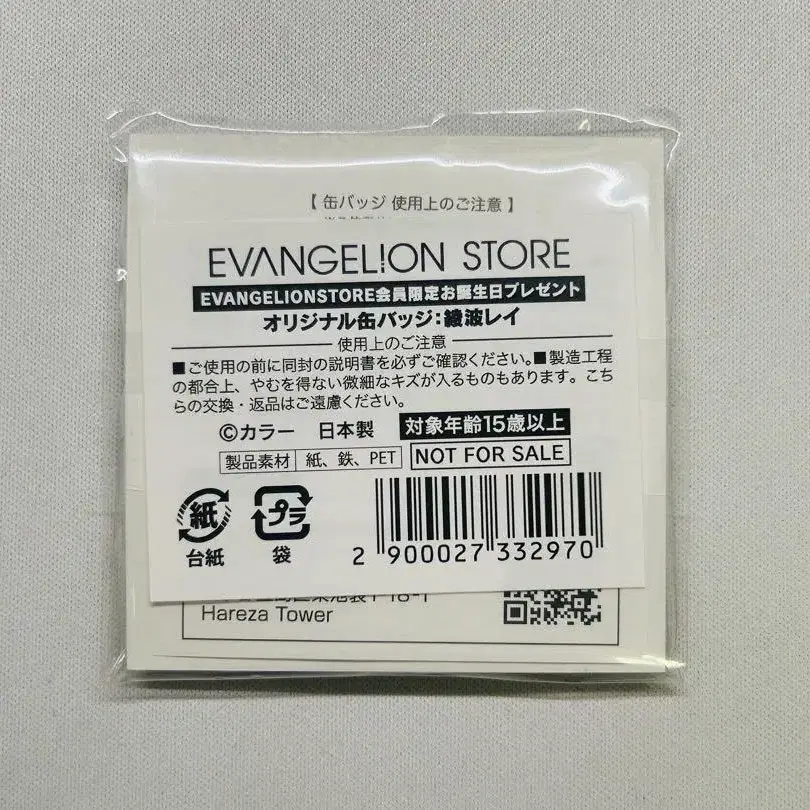 【 缶バッジ 使用上のご注意 】
EVANGELION STORE
EVANGELIONSTORE会員限定お誕生日プレゼント
オリジナル缶バッジ:綾波レイ
使用上のご注意
■ご使用の前に同封の説明書を必ずご確認ください。■製造工程
の都合上、やむを得ない微細なキズが入るものもあります。こち
らの交換・返品はご遠慮ください。
©カラー 日本製 対象年齢15歳以上
製品素材 紙、鉄、PET NOT FOR SALE
紙 プラ
台紙 袋
2 900027 332970
Hareza Tower